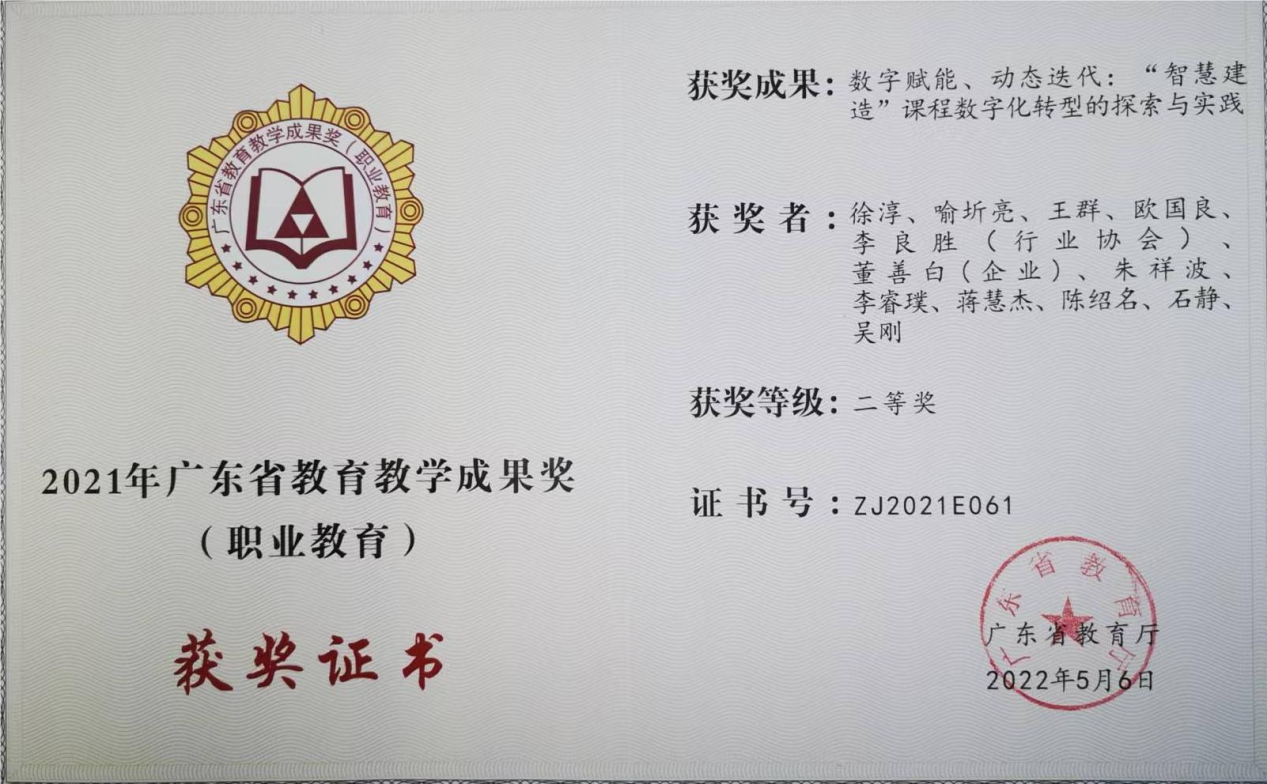 广东省教育教学成果奖（职业教育）
2021年广东省教育教学成果奖
（职业教育）
获奖证书
获奖成果：数字赋能、动态迭代：“智慧建
造”课程数字化转型的探索与实践
获奖者：徐淳、喻圻亮、王群、欧国良、
李良胜（行业协会）、
董善白（企业）、朱祥波、
李睿璞、蒋慧杰、陈绍名、石静、
吴刚
获奖等级：二等奖
证书号：ZJ2021E061
广东省教育厅
广东省教育厅
2022年5月6日